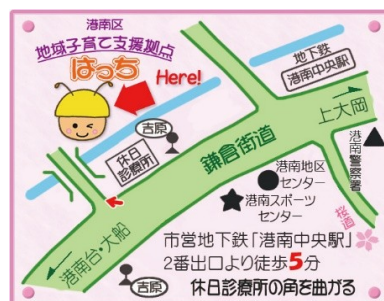 港南区
地域子育て支援拠点
はっち
Here!
地下鉄
港南中央駅
上大岡
吉原
休日
診療所
鎌倉街道
港南地区
センター
港南警察署
港南スポーツ
センター
桜道
港南台・大船
吉原
市営地下鉄「港南中央駅」
2番出口より徒歩5分
休日診療所の角を曲がる